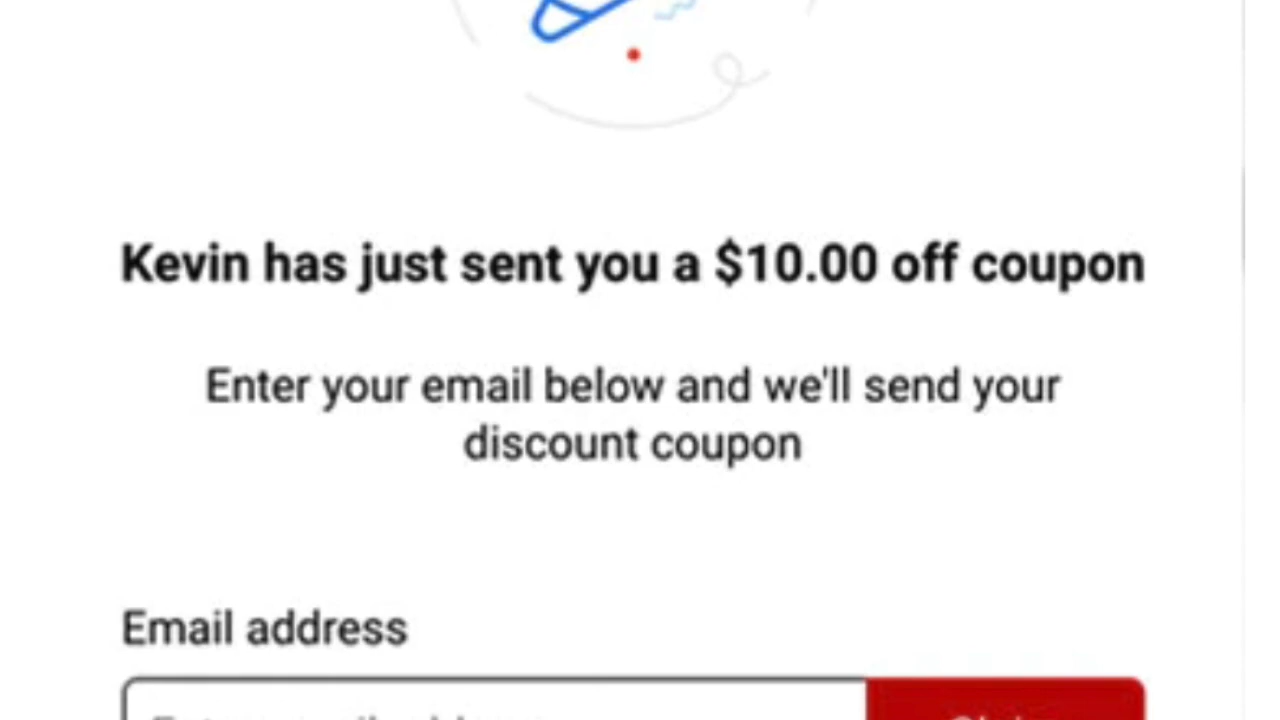 Kevin has just sent you a $10.00 off coupon
Enter your email below and we'll send your
discount coupon
Email address